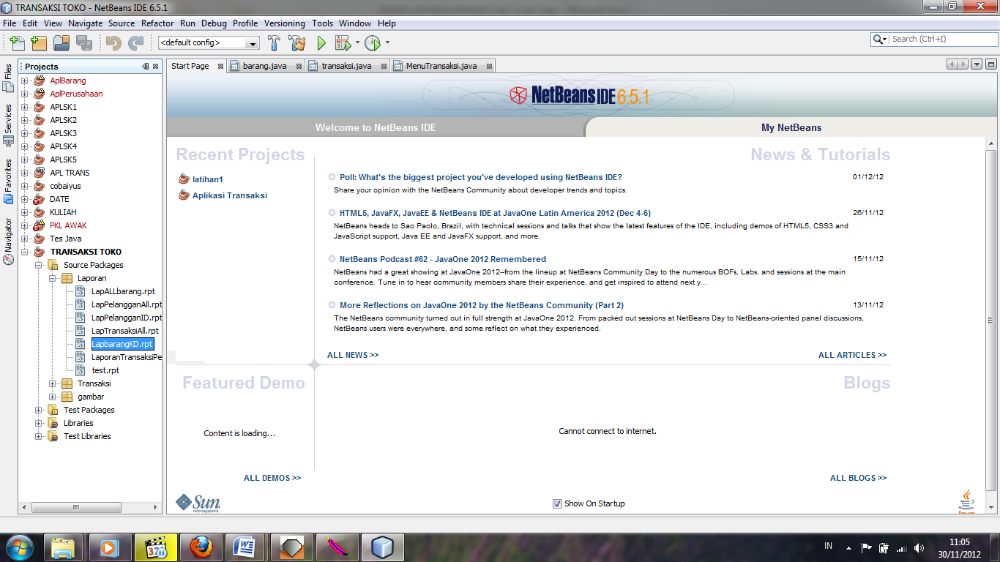 TRANSAKSI TOKO - NetBeans IDE 6.5.1
File Edit View Navigate Source Refactor Run Debug Profile Versioning Tools Window Help
<default config>
Search (Ctrl+I)
Files
Services
Favorites
Navigator
Projects
AplBarang
AplPerusahaan
APLSK1
APLSK2
APLSK3
APLSK4
APLSK5
APL TRANS
cobaiyus
DATE
KULIAH
PKL AWAK
Tes Java
TRANSAKSI TOKO
Source Packages
Laporan
LapALLbarang.rpt
LapPelangganAll.rpt
LapPelangganID.rpt
LapTransaksiAll.rpt
LapbarangKD.rpt
LaporanTransaksiPe
test.rpt
Transaksi
gambar
Test Packages
Libraries
Test Libraries
Start Page barang.java transaksi.java MenuTransaksi.java
NetBeans IDE 6.5.1
Welcome to NetBeans IDE
My NetBeans
Recent Projects
latihan1
Aplikasi Transaksi
News & Tutorials
Poll: What's the biggest project you've developed using NetBeans IDE? 01/12/12
Share your opinion with the NetBeans Community about developer trends and topics.
HTML5, JavaFX, JavaEE & NetBeans IDE at JavaOne Latin America 2012 (Dec 4-6) 26/11/12
NetBeans heads to Sao Paolo, Brazil, with technical sessions and talks that show the latest features of the IDE, including demos of HTML5, CSS3 and
JavaScript support, Java EE and JavaFX support, and more.
NetBeans Podcast #62 - JavaOne 2012 Remembered 15/11/12
NetBeans had a great showing at JavaOne 2012--from the lineup at NetBeans Community Day to the numerous BOFs, Labs, and sessions at the main
conference. Tune in to hear community members share their experience, and get inspired to attend next y...
More Reflections on JavaOne 2012 by the NetBeans Community (Part 2) 13/11/12
The NetBeans community turned out in full strength at JavaOne 2012. From packed out sessions at NetBeans Day to NetBeans-oriented panel discussions,
NetBeans users were everywhere, and some reflect on what they experienced.
ALL NEWS >>
ALL ARTICLES >>
Featured Demo
Content is loading...
ALL DEMOS >>
Blogs
Cannot connect to internet.
ALL BLOGS >>
Sun
microsystems
Show On Startup
Java
321
IN
11:05
30/11/2012